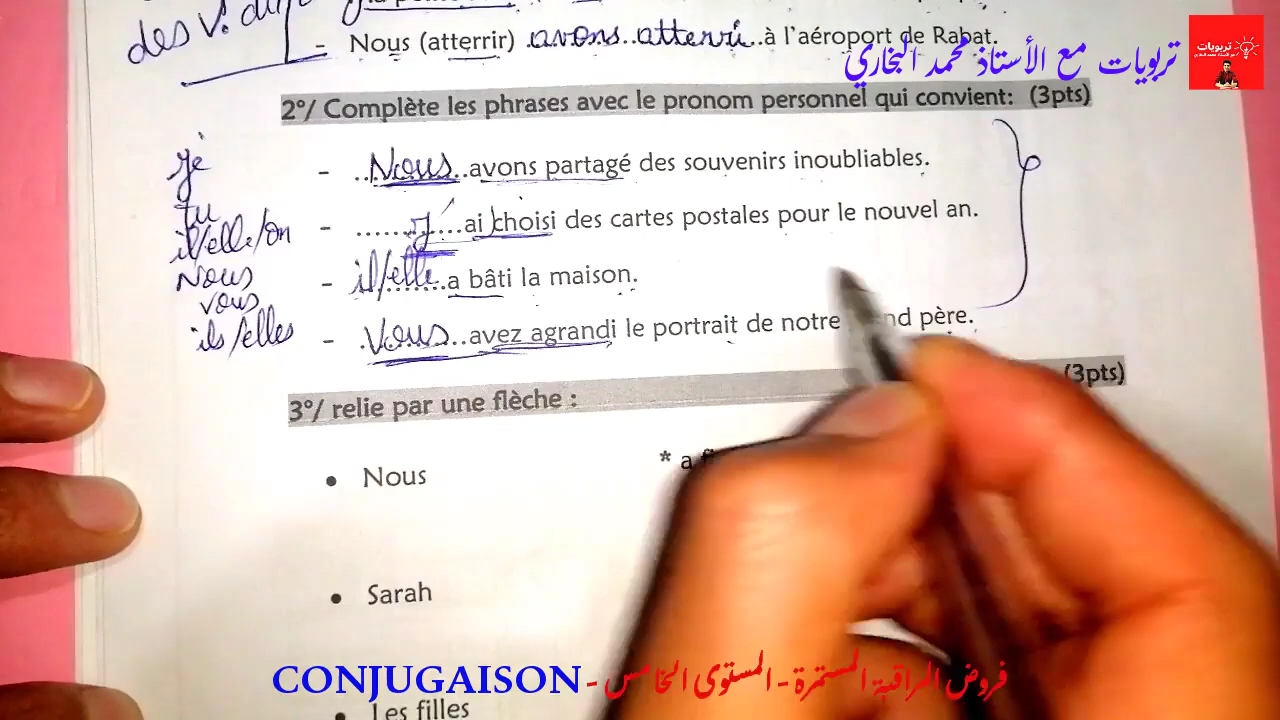 des V. du
- Nous (atterrir) .avons..atterri..à l'aéroport de Rabat.
تربويات مع الأستاذ محمد البخاري
تربويات
2°/ Complète les phrases avec le pronom personnel qui convient: (3pts)
je
- ..Nous..avons partagé des souvenirs inoubliables.
tu
- ......j'...ai choisi des cartes postales pour le nouvel an.
il/elle/on
Nous
- il/elle..a bâti la maison.
vous
ils/elles
- .Vous..avez agrandi le portrait de notre nd père.
3°/ relie par une flèche : (3pts)
• Nous
* a
• Sarah
• Les filles
CONJUGAISON - فروض المراقبة المستمرة - المستوى الخامس